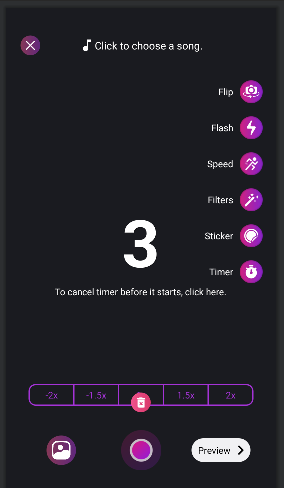 Click to choose a song.
Flip
Flash
Speed
Filters
3
Sticker
Timer
To cancel timer before it starts, click here.
-2x -1.5x 1.5x 2x
Preview